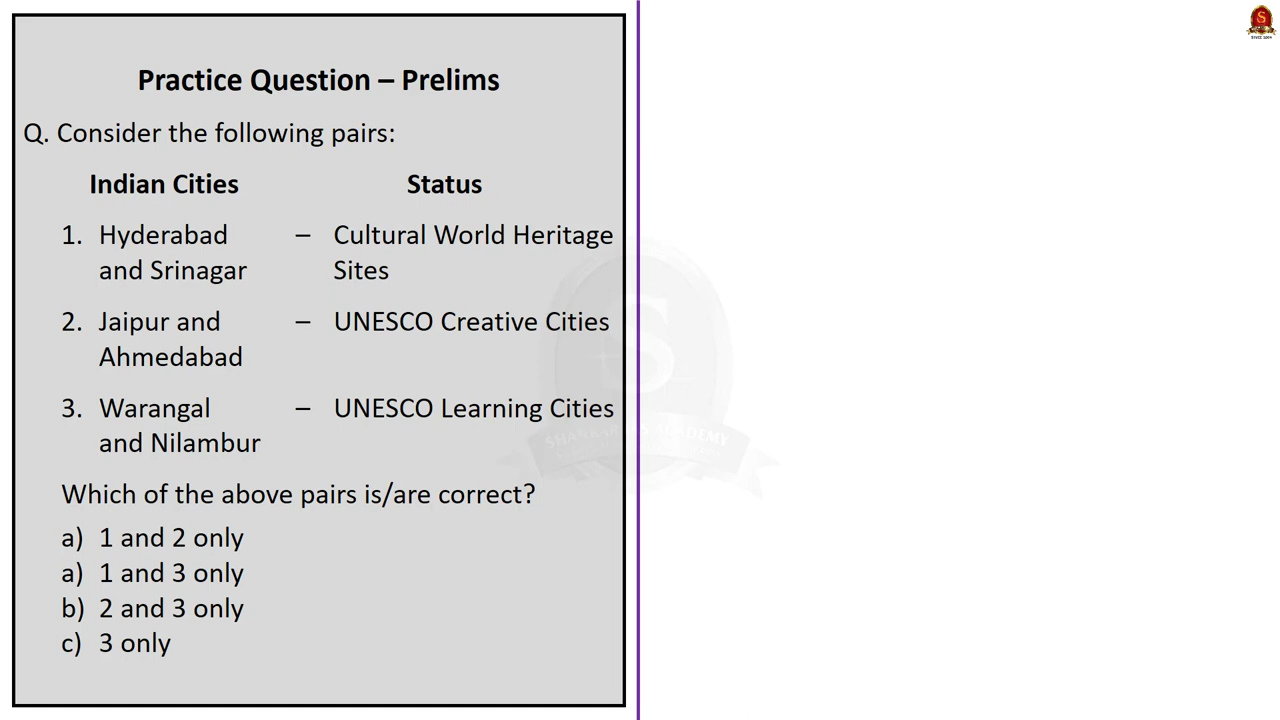 Practice Question – Prelims
Q. Consider the following pairs:
Indian Cities Status
1. Hyderabad – Cultural World Heritage
and Srinagar Sites
2. Jaipur and – UNESCO Creative Cities
Ahmedabad
3. Warangal – UNESCO Learning Cities
and Nilambur
Which of the above pairs is/are correct?
a) 1 and 2 only
a) 1 and 3 only
b) 2 and 3 only
c) 3 only